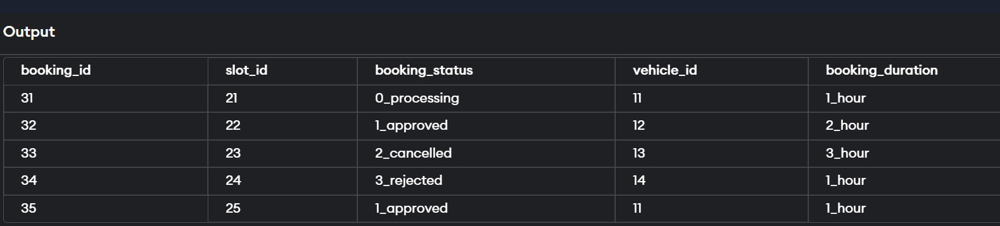 Output
booking_id slot_id booking_status vehicle_id booking_duration
31 21 0_processing 11 1_hour
32 22 1_approved 12 2_hour
33 23 2_cancelled 13 3_hour
34 24 3_rejected 14 1_hour
35 25 1_approved 11 1_hour